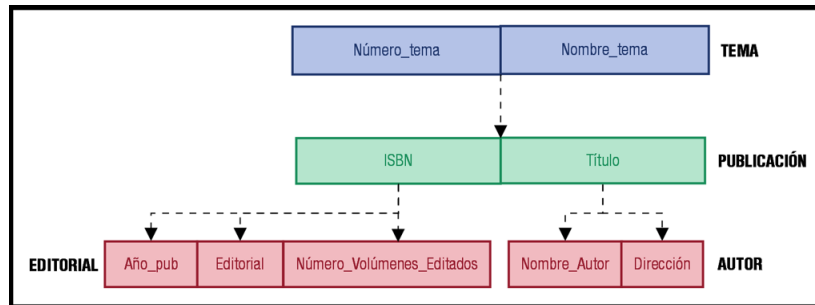 Número_tema Nombre_tema TEMA
ISBN Título PUBLICACIÓN
EDITORIAL Año_pub Editorial Número_Volúmenes_Editados Nombre_Autor Dirección AUTOR